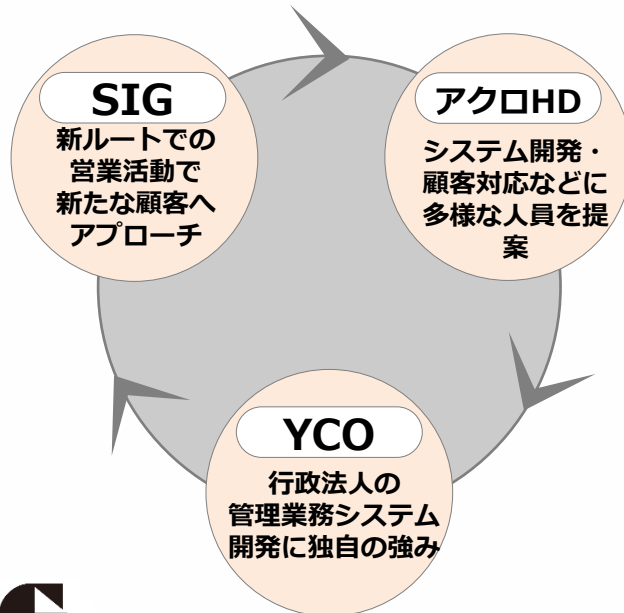 SIG
新ルートでの
営業活動で
新たな顧客へ
アプローチ
アクロHD
システム開発・
顧客対応などに
多様な人員を提
案
YCO
行政法人の
管理業務システム
開発に独自の強み